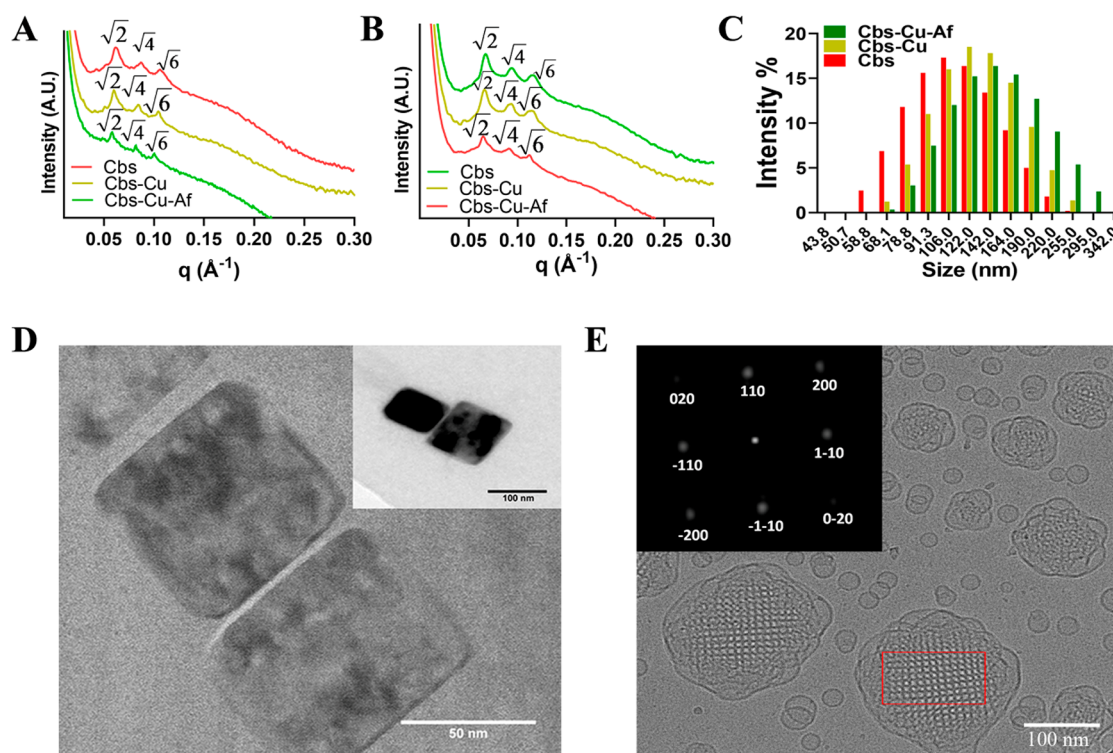 A
√2
√4
√6
√2
√4
√6
√2
√4
√6
Cbs
Cbs-Cu
Cbs-Cu-Af
Intensity (A.U.)
0.05 0.10 0.15 0.20 0.25 0.30
q (Å⁻¹)
B
√2
√4
√6
√2
√4
√6
√2
√4
√6
Cbs
Cbs-Cu
Cbs-Cu-Af
Intensity (A.U.)
0.05 0.10 0.15 0.20 0.25 0.30
q (Å⁻¹)
C
Cbs-Cu-Af
Cbs-Cu
Cbs
Intensity %
20
15
10
5
0
43.8 50.7 58.8 68.1 78.8 91.3 106.0 122.0 142.0 164.0 190.0 220.0 255.0 295.0 342.0
Size (nm)
D
100 nm
50 nm
E
020 110 200
-110 1-10
-200 -1-10 0-20
100 nm